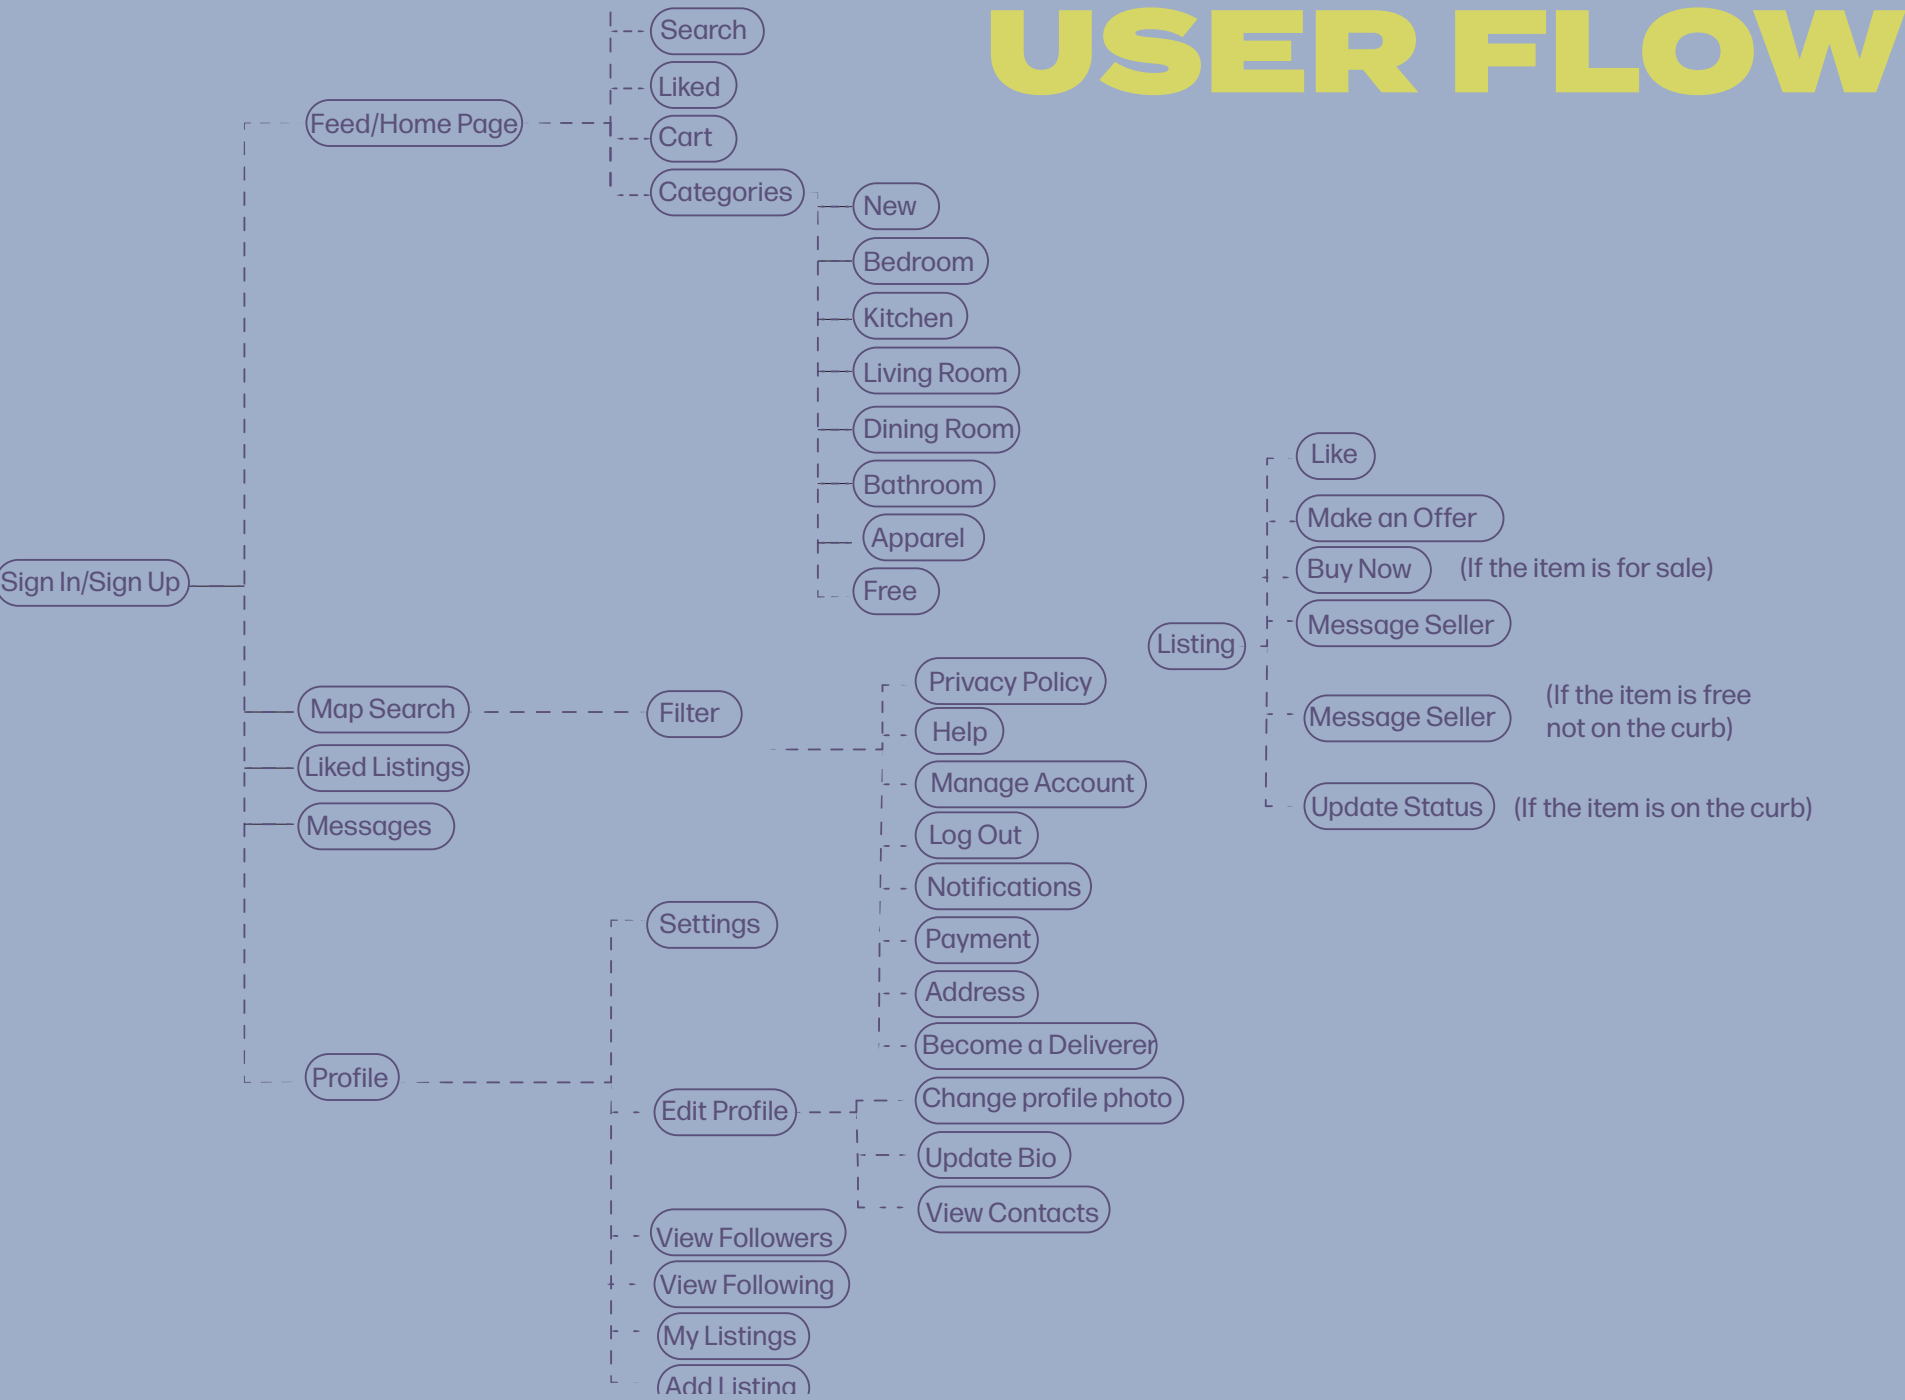 USER FLOW
Search
Liked
Feed/Home Page
Cart
Categories
New
Bedroom
Kitchen
Living Room
Dining Room
Bathroom
Apparel
Free
Sign In/Sign Up
Like
Make an Offer
Buy Now (If the item is for sale)
Message Seller
Listing
Message Seller (If the item is free
not on the curb)
Update Status (If the item is on the curb)
Map Search
Filter
Liked Listings
Messages
Privacy Policy
Help
Manage Account
Log Out
Notifications
Payment
Address
Become a Deliverer
Settings
Profile
Edit Profile
Change profile photo
Update Bio
View Contacts
View Followers
View Following
My Listings
Add Listing